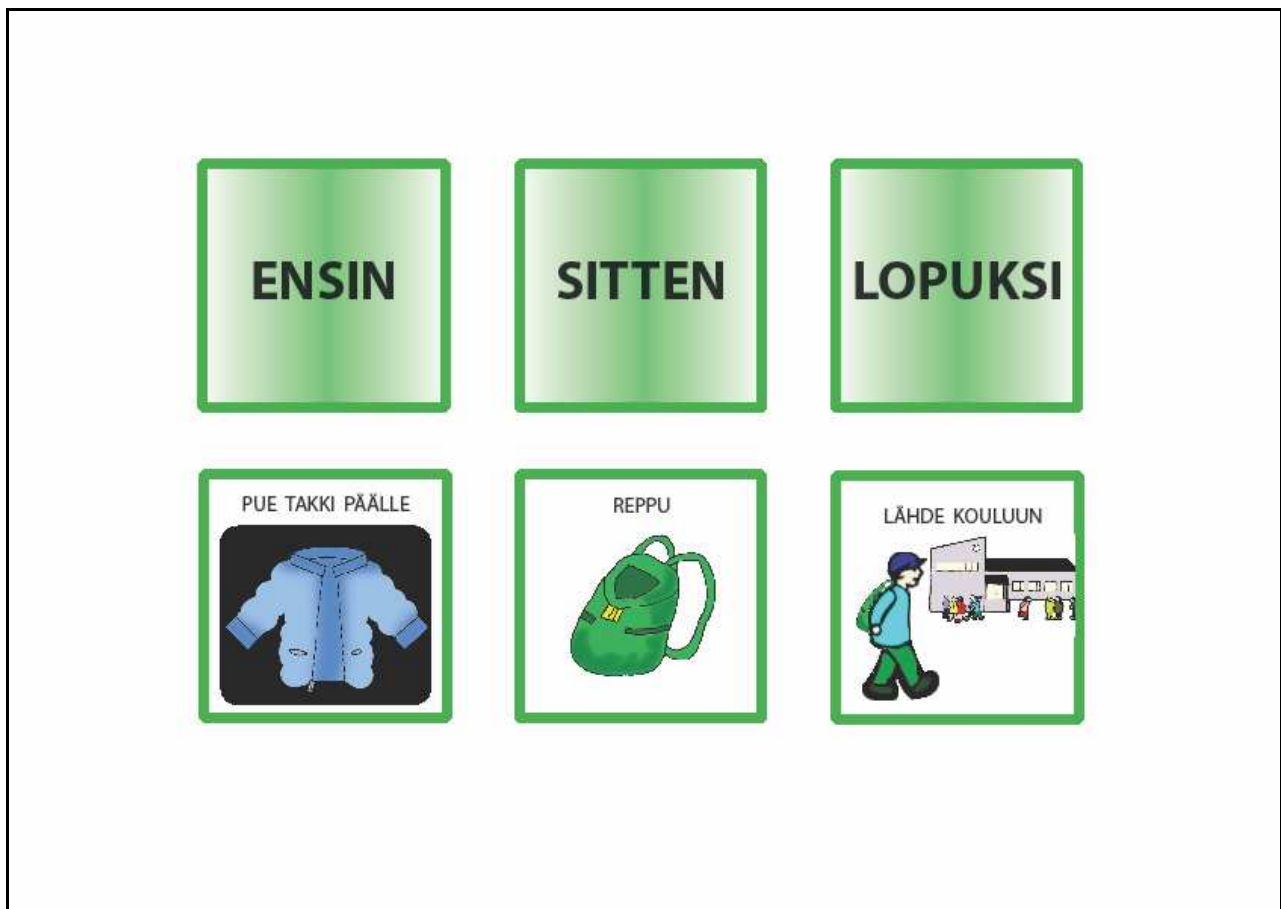 ENSIN
SITTEN
LOPUKSI
PUE TAKKI PÄÄLLE
REPPU
LÄHDE KOULUUN